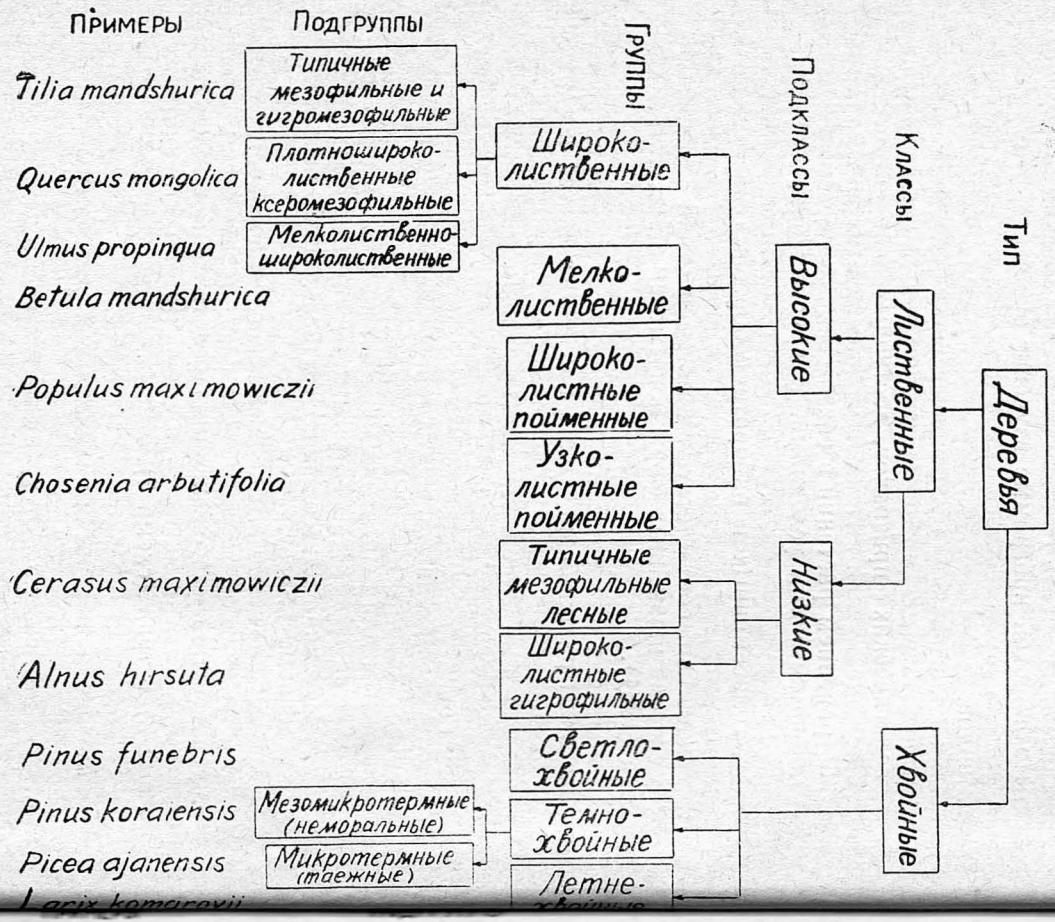 ПРИМЕРЫ
ПОДГРУППЫ
ГРУППЫ
ПОДКЛАССЫ
КЛАССЫ
ТИП
Tilia mandshurica
Типичные
мезофильные и
гигромезофильные
Quercus mongolica
Плотношироко-
лиственные
ксеромезофильные
Широко-
лиственные
Ulmus propinqua
Мелколиственно-
широколиственные
Betula mandshurica
Мелко-
лиственные
Populus maximowiczii
Широко-
листные
пойменные
Chosenia arbutifolia
Узко-
листные
пойменные
Высокие
Лиственные
Деревья
Cerasus maximowiczii
Типичные
мезофильные
лесные
Alnus hirsuta
Широко-
листные
гигрофильные
Низкие
Pinus funebris
Светло-
хвойные
Pinus koraiensis
Мезомикротермные
(неморальные)
Темно-
хвойные
Picea ajanensis
Микротермные
(таежные)
Хвойные
Larix komarovii
Летне-
хвойные